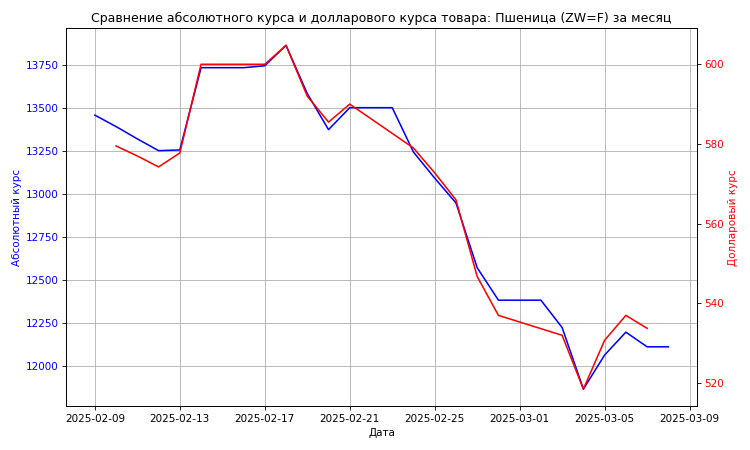 Сравнение абсолютного курса и долларового курса товара: Пшеница (ZW=F) за месяц
13750
13500
13250
13000
12750
12500
12250
12000
Абсолютный курс
600
580
560
540
520
Долларовый курс
2025-02-09 2025-02-13 2025-02-17 2025-02-21 2025-02-25 2025-03-01 2025-03-05 2025-03-09
Дата